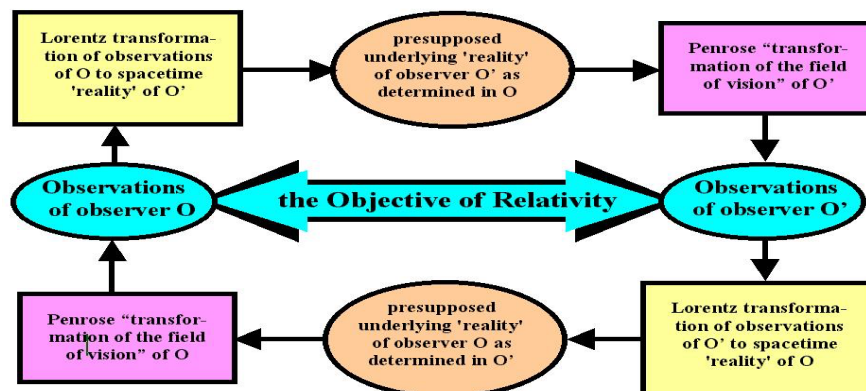 Lorentz transforma-
tion of observations
of O to spacetime
'reality' of O’
presupposed
underlying 'reality'
of observer O’ as
determined in O
Penrose “transfor-
mation of the field
of vision” of O’
Observations
of observer O
the Objective of Relativity
Observations
of observer O’
Penrose “transfor-
mation of the field
of vision” of O
presupposed
underlying 'reality'
of observer O as
determined in O’
Lorentz transforma-
tion of observations
of O’ to spacetime
'reality' of O